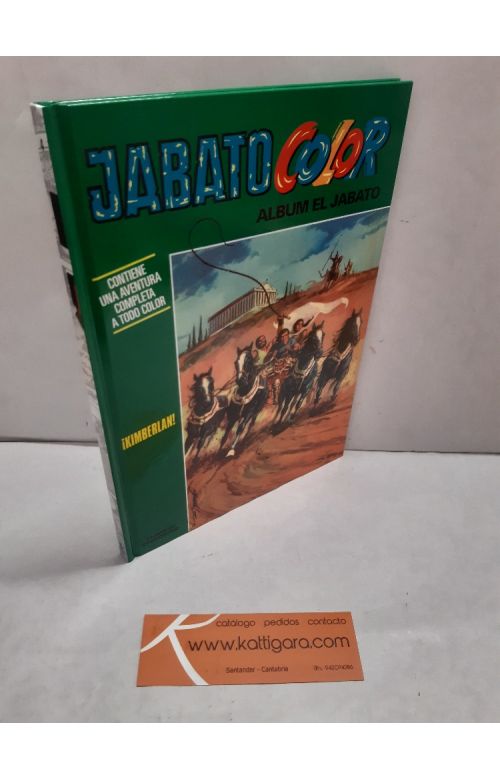 JABATO COLOR
ALBUM EL JABATO
CONTIENE
UNA AVENTURA
COMPLETA
A TODO COLOR
¡KIMBERLAN!
catálogo pedidos contacto
www.kattigara.com
Santander - Cantabria